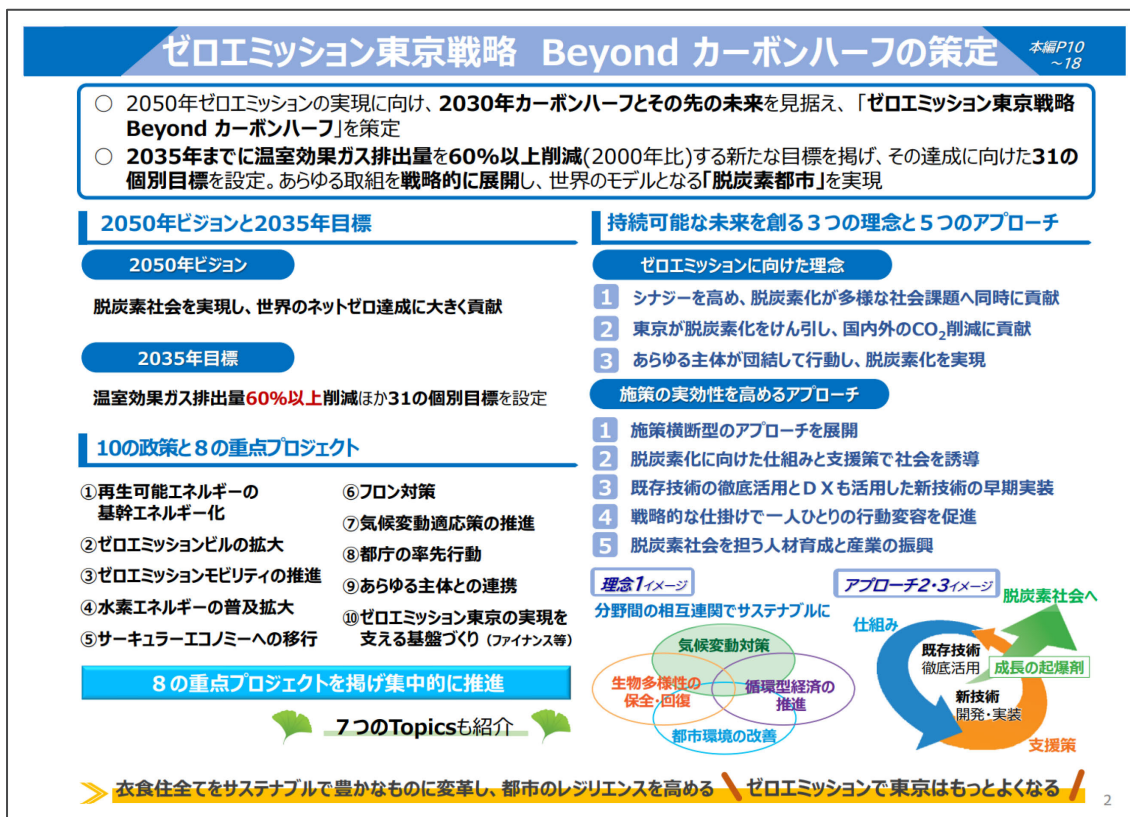 ゼロエミッション東京戦略 Beyond カーボンハーフの策定
本編P10
～18
○ 2050年ゼロエミッションの実現に向け、2030年カーボンハーフとその先の未来を見据え、「ゼロエミッション東京戦略
Beyond カーボンハーフ」を策定
○ 2035年までに温室効果ガス排出量を60%以上削減(2000年比)する新たな目標を掲げ、その達成に向けた31の
個別目標を設定。あらゆる取組を戦略的に展開し、世界のモデルとなる「脱炭素都市」を実現
2050年ビジョンと2035年目標
2050年ビジョン
脱炭素社会を実現し、世界のネットゼロ達成に大きく貢献
2035年目標
温室効果ガス排出量60%以上削減ほか31の個別目標を設定
10の政策と８の重点プロジェクト
①再生可能エネルギーの
基幹エネルギー化
②ゼロエミッションビルの拡大
③ゼロエミッションモビリティの推進
④水素エネルギーの普及拡大
⑤サーキュラーエコノミーへの移行
⑥フロン対策
⑦気候変動適応策の推進
⑧都庁の率先行動
⑨あらゆる主体との連携
⑩ゼロエミッション東京の実現を
支える基盤づくり（ファイナンス等）
８の重点プロジェクトを掲げ集中的に推進
７つのTopicsも紹介
持続可能な未来を創る３つの理念と５つのアプローチ
ゼロエミッションに向けた理念
1 シナジーを高め、脱炭素化が多様な社会課題へ同時に貢献
2 東京が脱炭素化をけん引し、国内外のCO₂削減に貢献
3 あらゆる主体が団結して行動し、脱炭素化を実現
施策の実効性を高めるアプローチ
1 施策横断型のアプローチを展開
2 脱炭素化に向けた仕組みと支援策で社会を誘導
3 既存技術の徹底活用とＤＸも活用した新技術の早期実装
4 戦略的な仕掛けで一人ひとりの行動変容を促進
5 脱炭素社会を担う人材育成と産業の振興
理念1イメージ
分野間の相互連関でサステナブルに
気候変動対策
生物多様性の
保全・回復
循環型経済の
推進
都市環境の改善
アプローチ2・3イメージ
脱炭素社会へ
仕組み
既存技術
徹底活用
成長の起爆剤
新技術
開発・実装
支援策
衣食住全てをサステナブルで豊かなものに変革し、都市のレジリエンスを高める
ゼロエミッションで東京はもっとよくなる
2